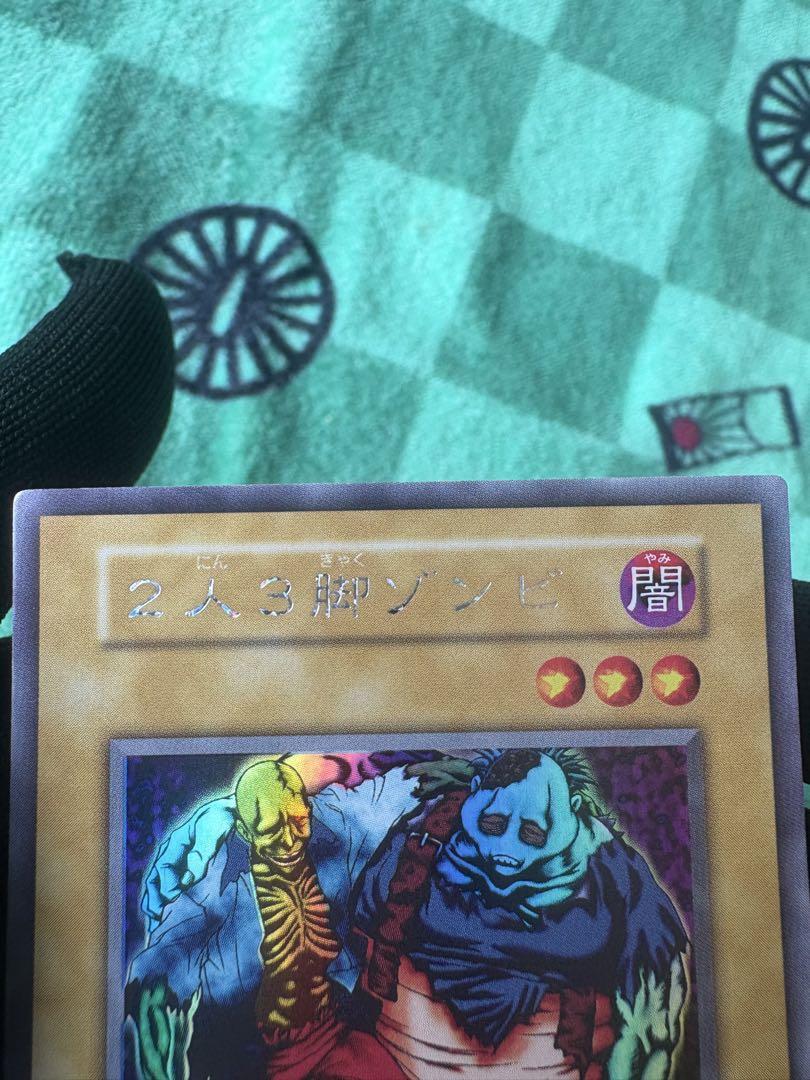 にん きゃく
2人3脚ゾンビ
やみ
闇